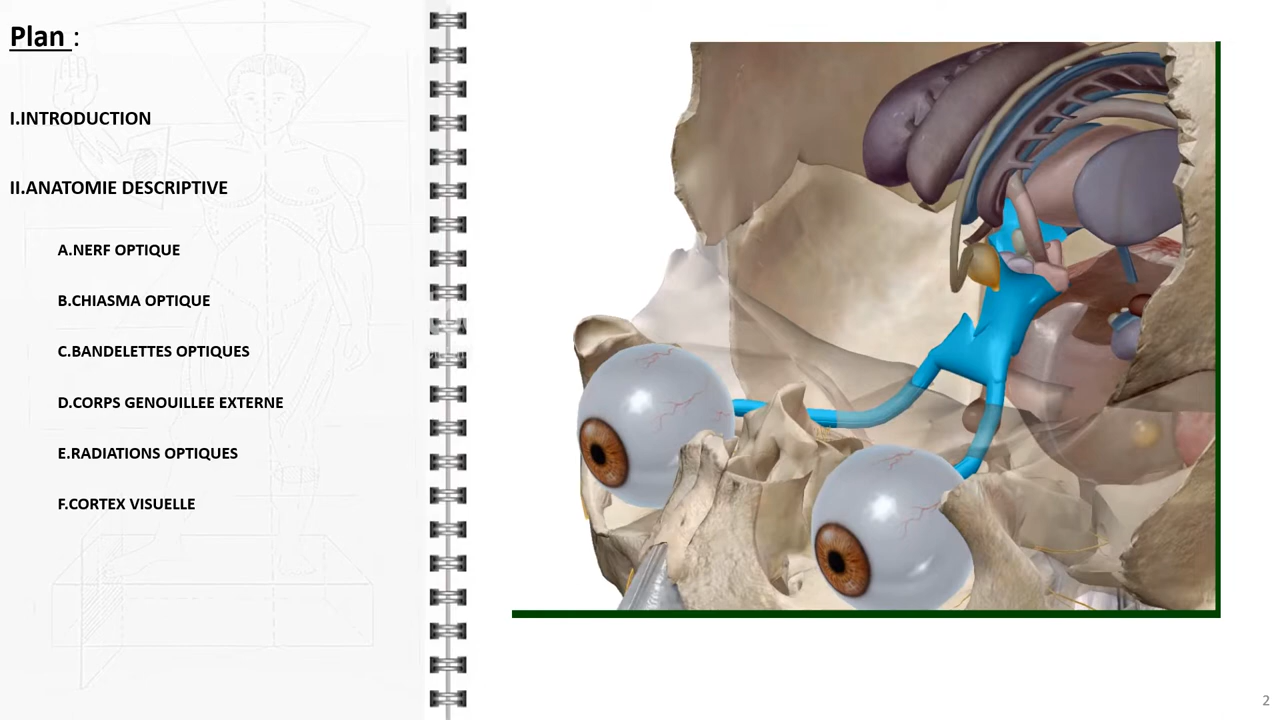 Plan :
I.INTRODUCTION
II.ANATOMIE DESCRIPTIVE
A.NERF OPTIQUE
B.CHIASMA OPTIQUE
C.BANDELETTES OPTIQUES
D.CORPS GENOUILLEE EXTERNE
E.RADIATIONS OPTIQUES
F.CORTEX VISUELLE
2